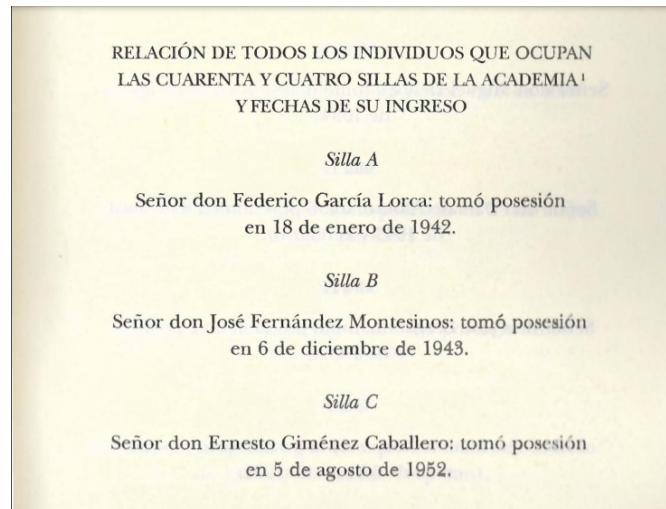 RELACIÓN DE TODOS LOS INDIVIDUOS QUE OCUPAN
LAS CUARENTA Y CUATRO SILLAS DE LA ACADEMIA¹
Y FECHAS DE SU INGRESO
Silla A
Señor don Federico García Lorca: tomó posesión
en 18 de enero de 1942.
Silla B
Señor don José Fernández Montesinos: tomó posesión
en 6 de diciembre de 1943.
Silla C
Señor don Ernesto Giménez Caballero: tomó posesión
en 5 de agosto de 1952.